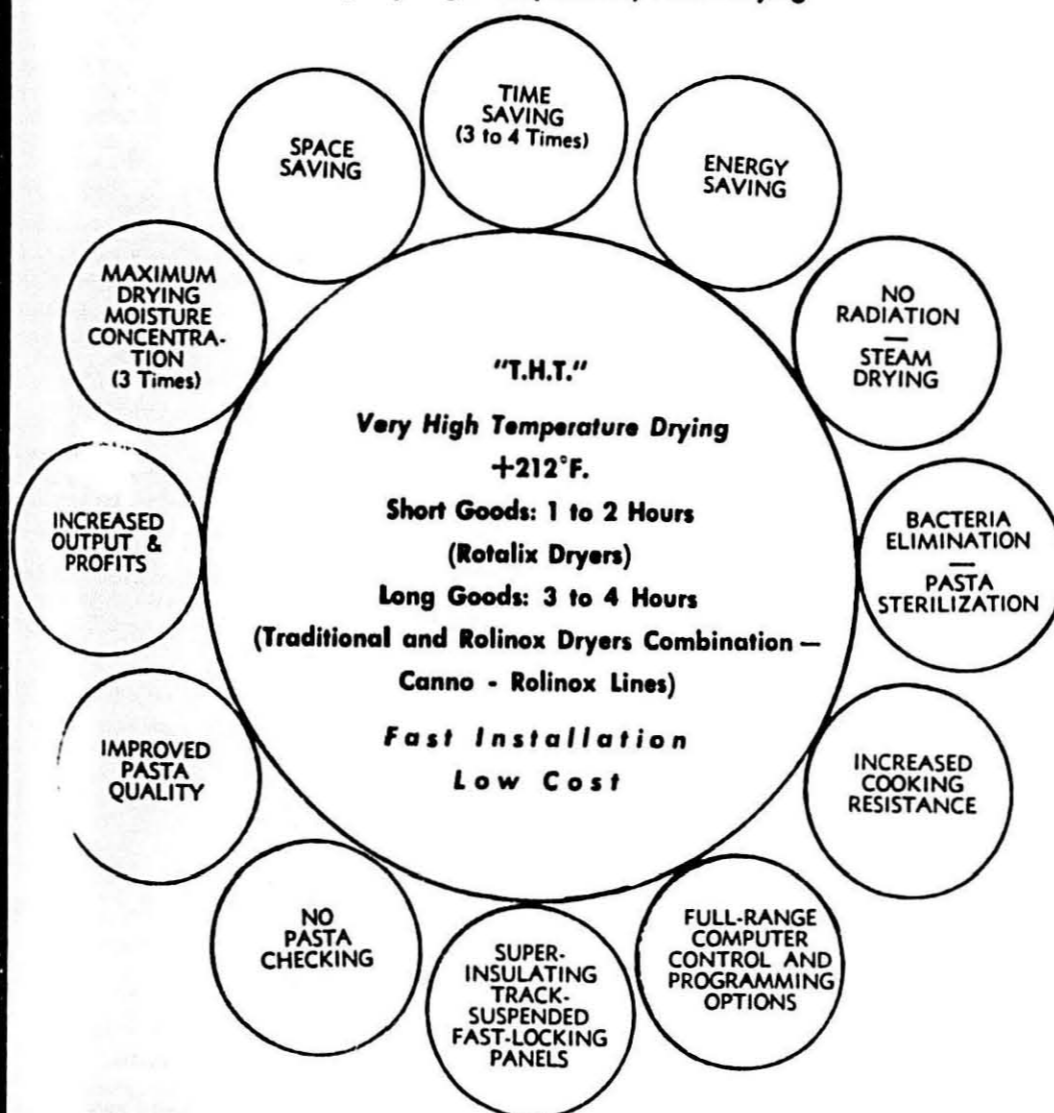 Drying
TIME
SAVING
(3 to 4 Times)
ENERGY
SAVING
NO
RADIATION
—
STEAM
DRYING
BACTERIA
ELIMINATION
—
PASTA
STERILIZATION
INCREASED
COOKING
RESISTANCE
FULL-RANGE
COMPUTER
CONTROL AND
PROGRAMMING
OPTIONS
SUPER-
INSULATING
TRACK-
SUSPENDED
FAST-LOCKING
PANELS
NO
PASTA
CHECKING
IMPROVED
PASTA
QUALITY
INCREASED
OUTPUT &
PROFITS
MAXIMUM
DRYING
MOISTURE
CONCENTRA-
TION
(3 Times)
SPACE
SAVING
"T.H.T."
Very High Temperature Drying
+212°F.
Short Goods: 1 to 2 Hours
(Rotalix Dryers)
Long Goods: 3 to 4 Hours
(Traditional and Rolinox Dryers Combination —
Canno - Rolinox Lines)
Fast Installation
Low Cost